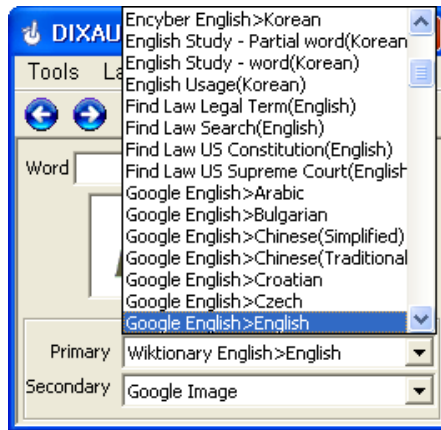 DIXAU
Tools La
Word
Encyber English>Korean
English Study - Partial word(Korean
English Study - word(Korean)
English Usage(Korean)
Find Law Legal Term(English)
Find Law Search(English)
Find Law US Constitution(English)
Find Law US Supreme Court(English
Google English>Arabic
Google English>Bulgarian
Google English>Chinese(Simplified)
Google English>Chinese(Traditional
Google English>Croatian
Google English>Czech
Google English>English
Primary Wiktionary English>English
Secondary Google Image